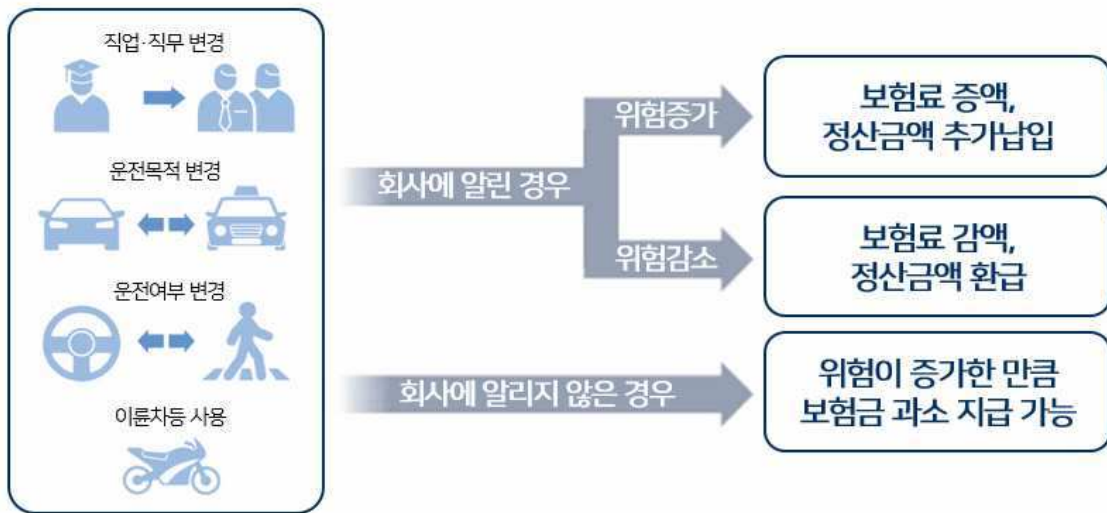 직업·직무 변경
운전목적 변경
운전여부 변경
이륜차등 사용
회사에 알린 경우
위험증가
보험료 증액,
정산금액 추가납입
위험감소
보험료 감액,
정산금액 환급
회사에 알리지 않은 경우
위험이 증가한 만큼
보험금 과소 지급 가능